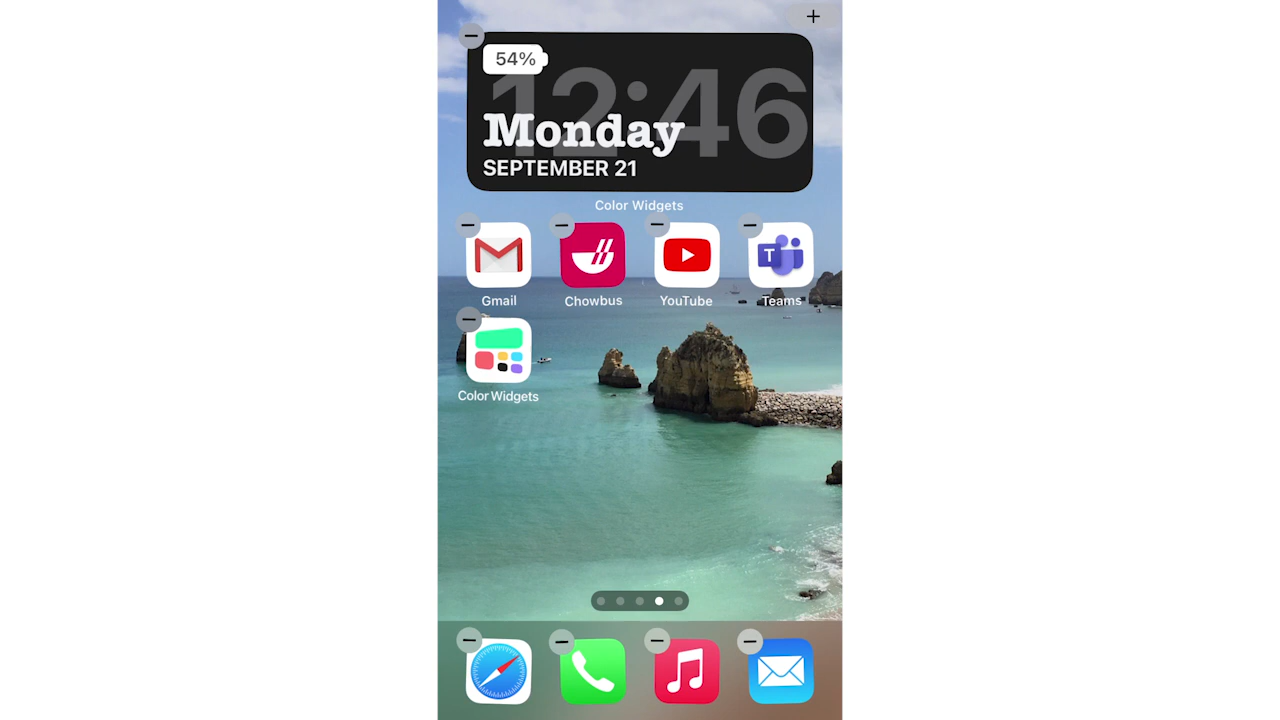 54%
12:46
Monday
SEPTEMBER 21
Color Widgets
Gmail
Chowbus
YouTube
Teams
T
Color Widgets